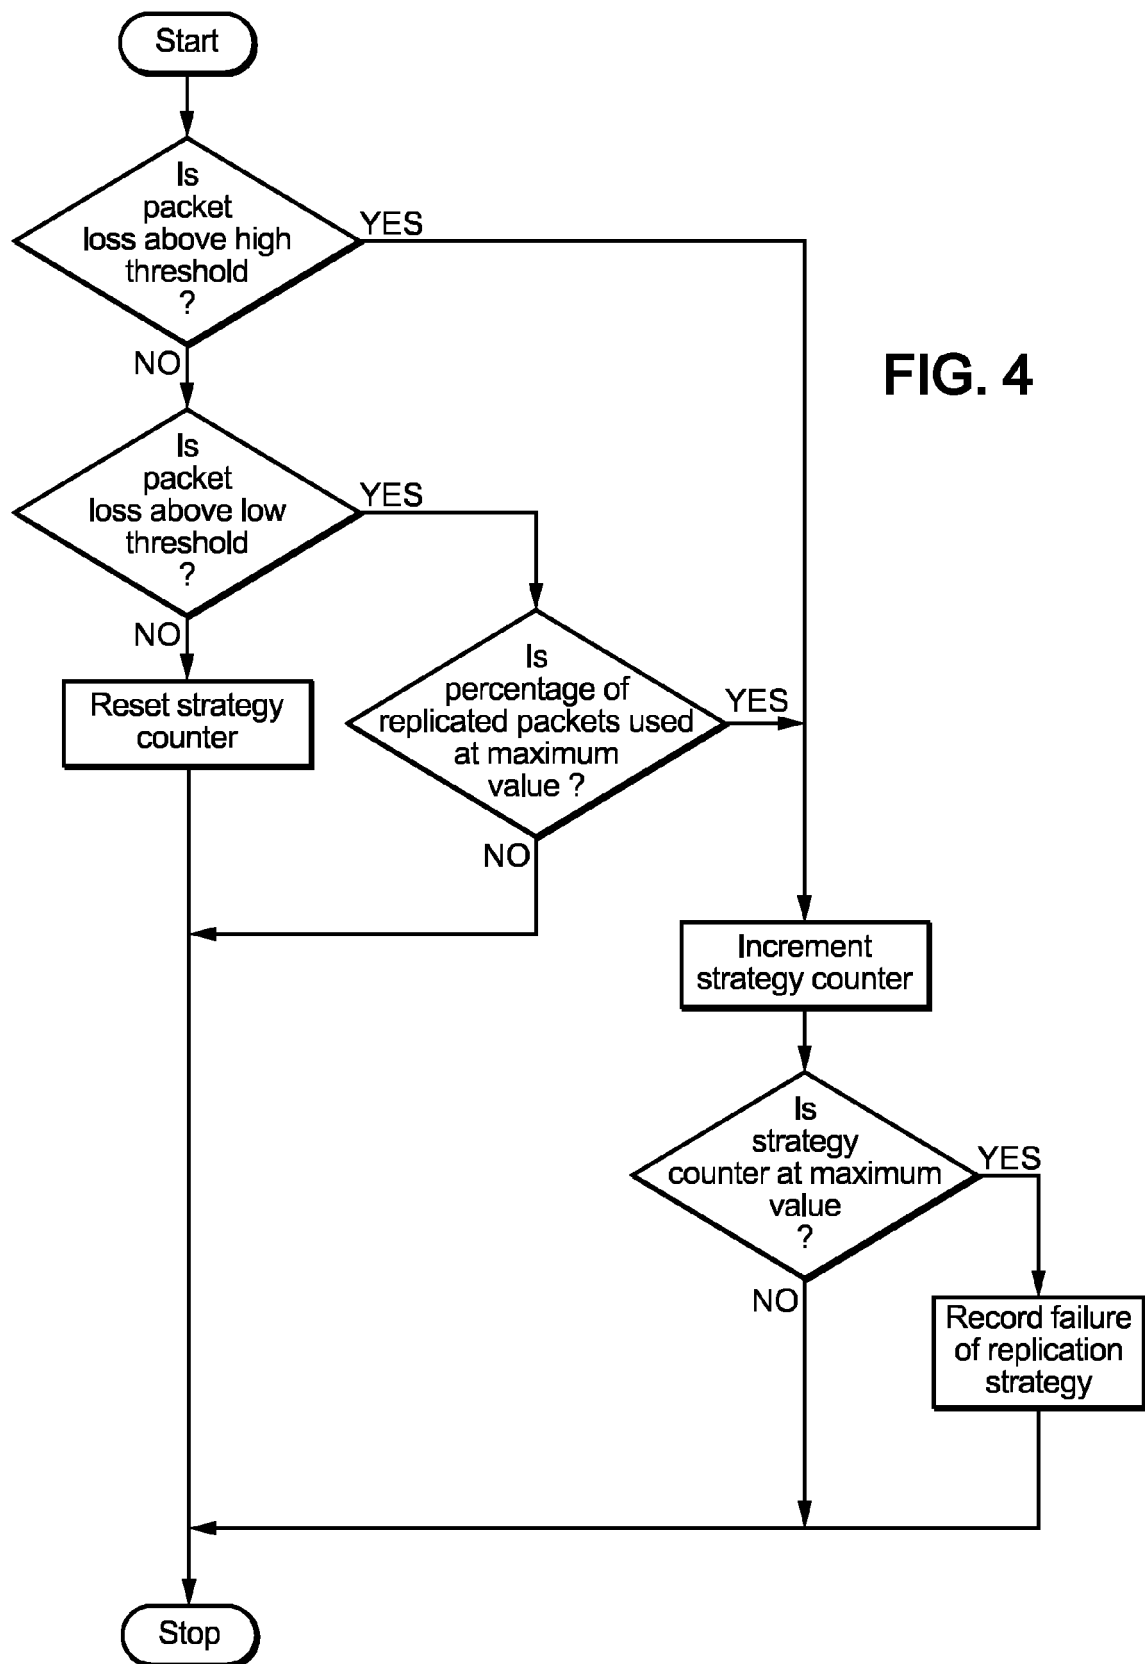 Start
Is
packet
loss above high
threshold
?
YES
NO
FIG. 4
Is
packet
loss above low
threshold
?
YES
NO
Reset strategy
counter
Is
percentage of
replicated packets used
at maximum
value ?
YES
NO
Increment
strategy counter
Is
strategy
counter at maximum
value
?
YES
NO
Record failure
of replication
strategy
Stop